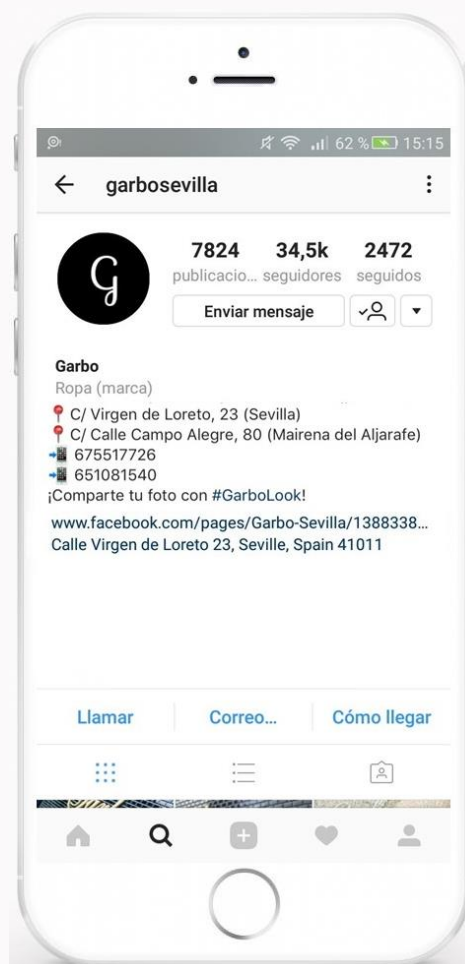 62 % 15:15
garbosevilla
7824 34,5k 2472
publicacio... seguidores seguidos
Enviar mensaje
G
Garbo
Ropa (marca)
C/ Virgen de Loreto, 23 (Sevilla)
C/ Calle Campo Alegre, 80 (Mairena del Aljarafe)
675517726
651081540
¡Comparte tu foto con #GarboLook!
www.facebook.com/pages/Garbo-Sevilla/1388338...
Calle Virgen de Loreto 23, Seville, Spain 41011
Llamar Correo... Cómo llegar